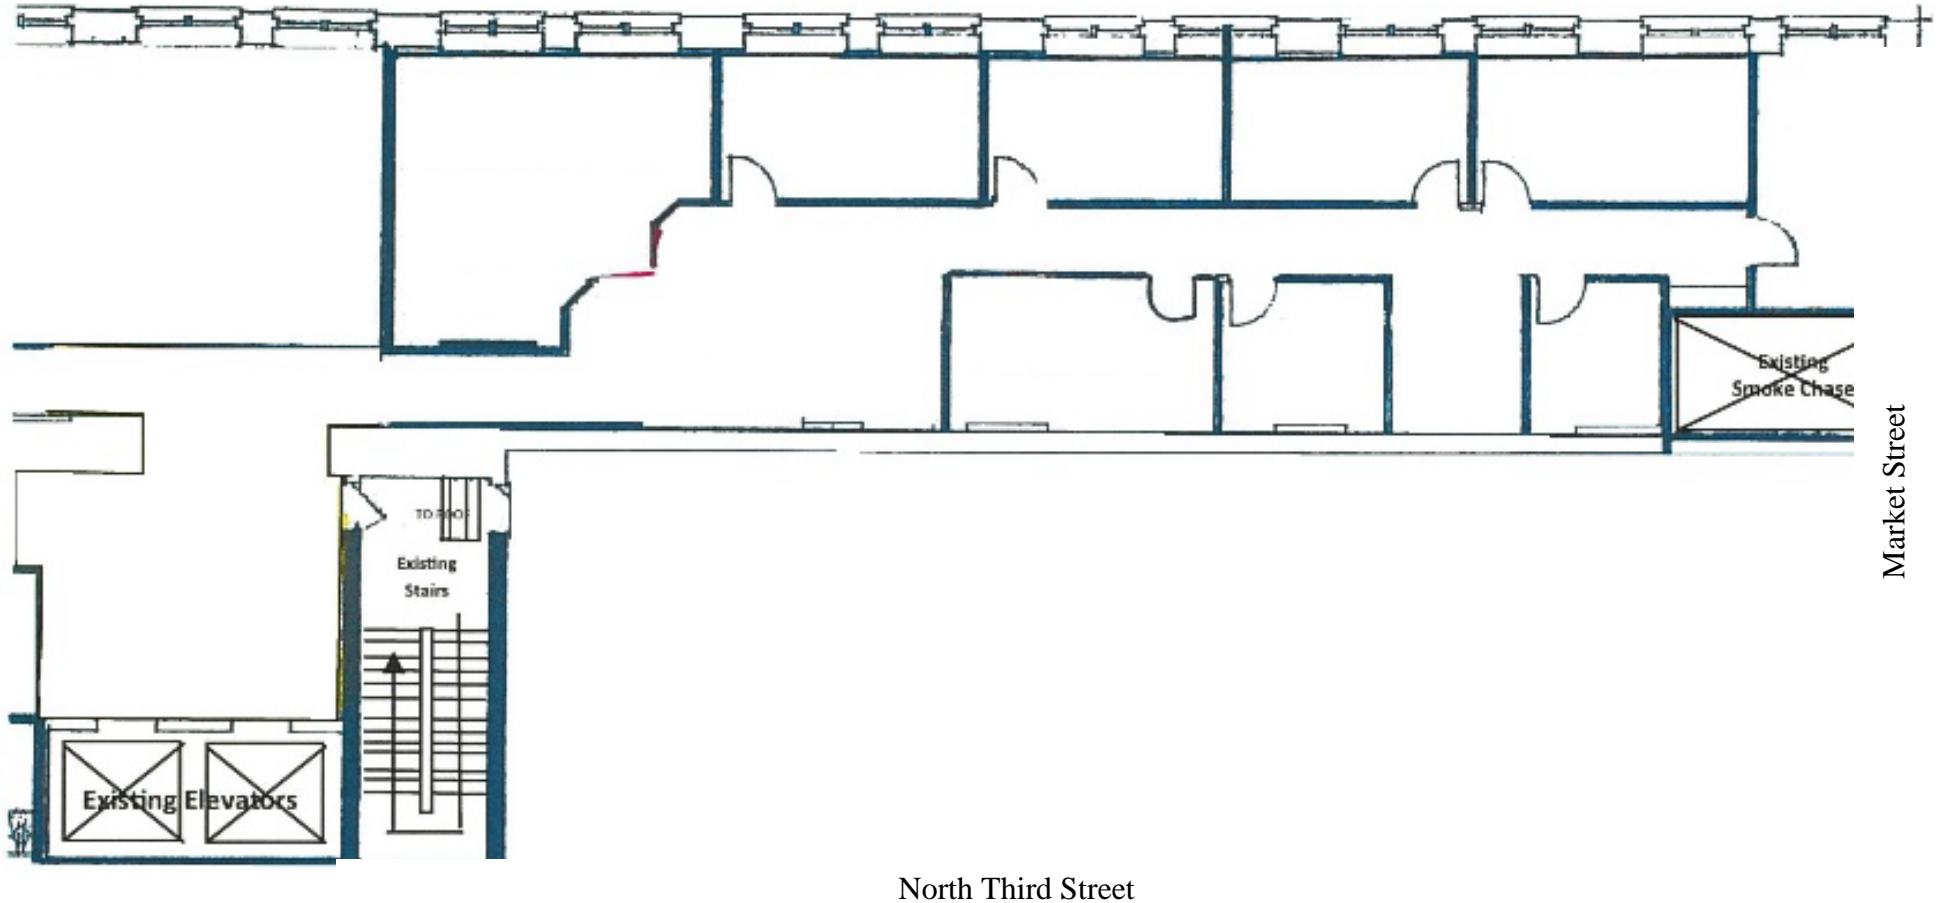 Existing
Smoke Chase
Market Street
TO ROOF
Existing
Stairs
Existing Elevators
North Third Street